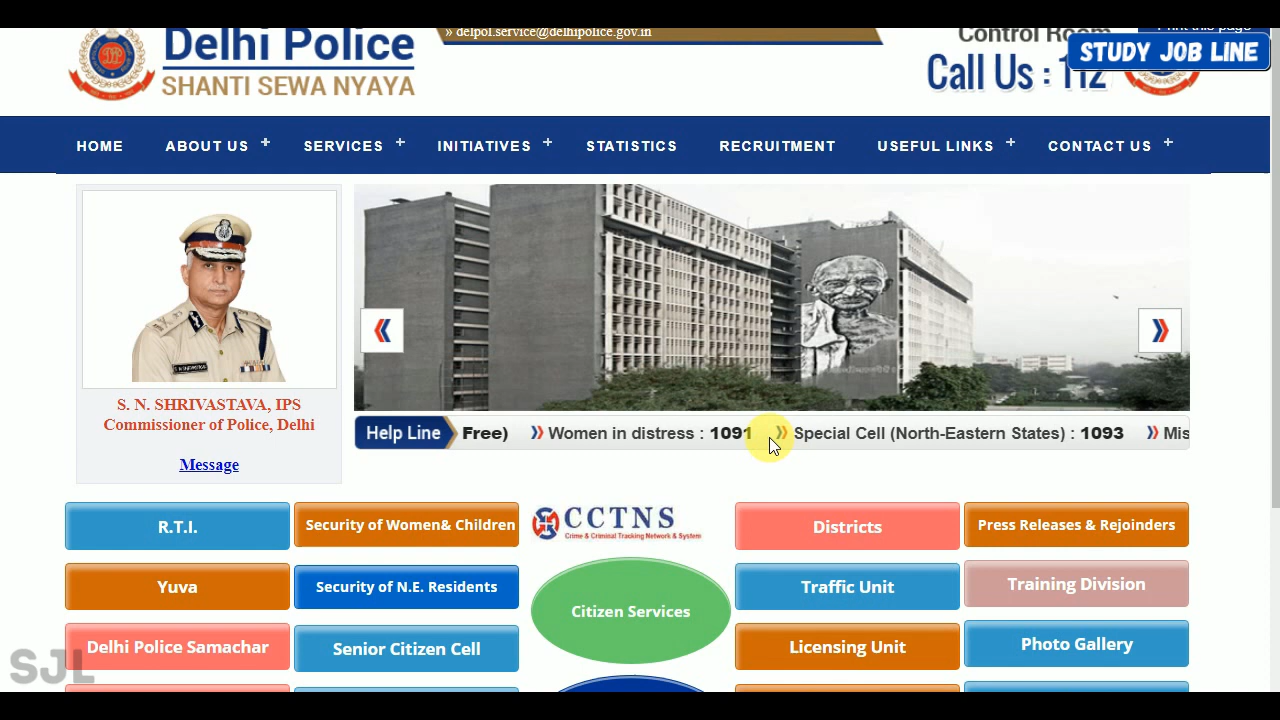 Delhi Police
SHANTI SEWA NYAYA
» delpol.service@delhipolice.gov.in
Control Room
Print this page
Call Us : 112
STUDY JOB LINE
HOME
ABOUT US +
SERVICES +
INITIATIVES +
STATISTICS
RECRUITMENT
USEFUL LINKS +
CONTACT US +
S. N. SHRIVASTAVA, IPS
Commissioner of Police, Delhi
Message
Help Line Free) Women in distress : 1091 Special Cell (North-Eastern States) : 1093 Mis
R.T.I.
Security of Women& Children
CCTNS
Crime & Criminal Tracking Network & System
Districts
Press Releases & Rejoinders
Yuva
Security of N.E. Residents
Citizen Services
Traffic Unit
Training Division
Delhi Police Samachar
Senior Citizen Cell
Licensing Unit
Photo Gallery
SJL